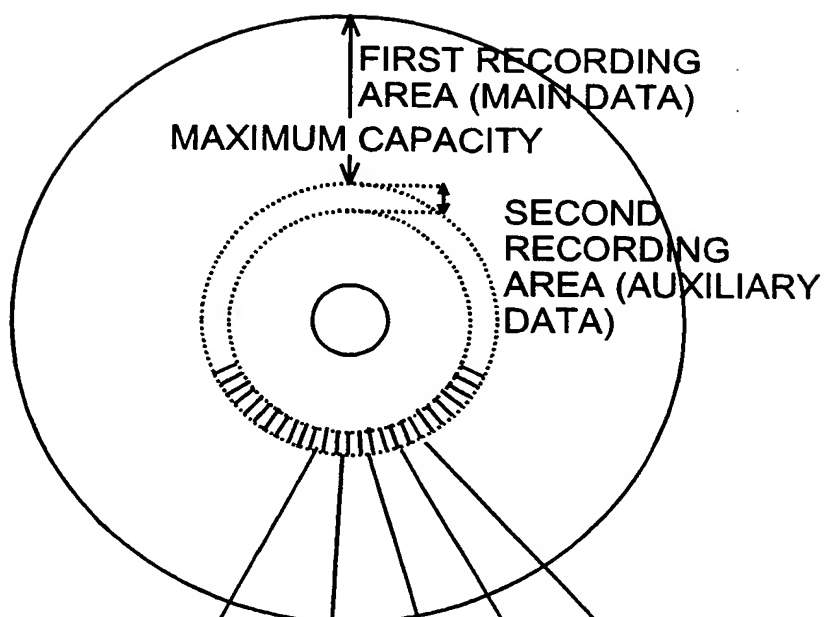 FIRST RECORDING
AREA (MAIN DATA)
MAXIMUM CAPACITY
SECOND
RECORDING
AREA (AUXILIARY
DATA)